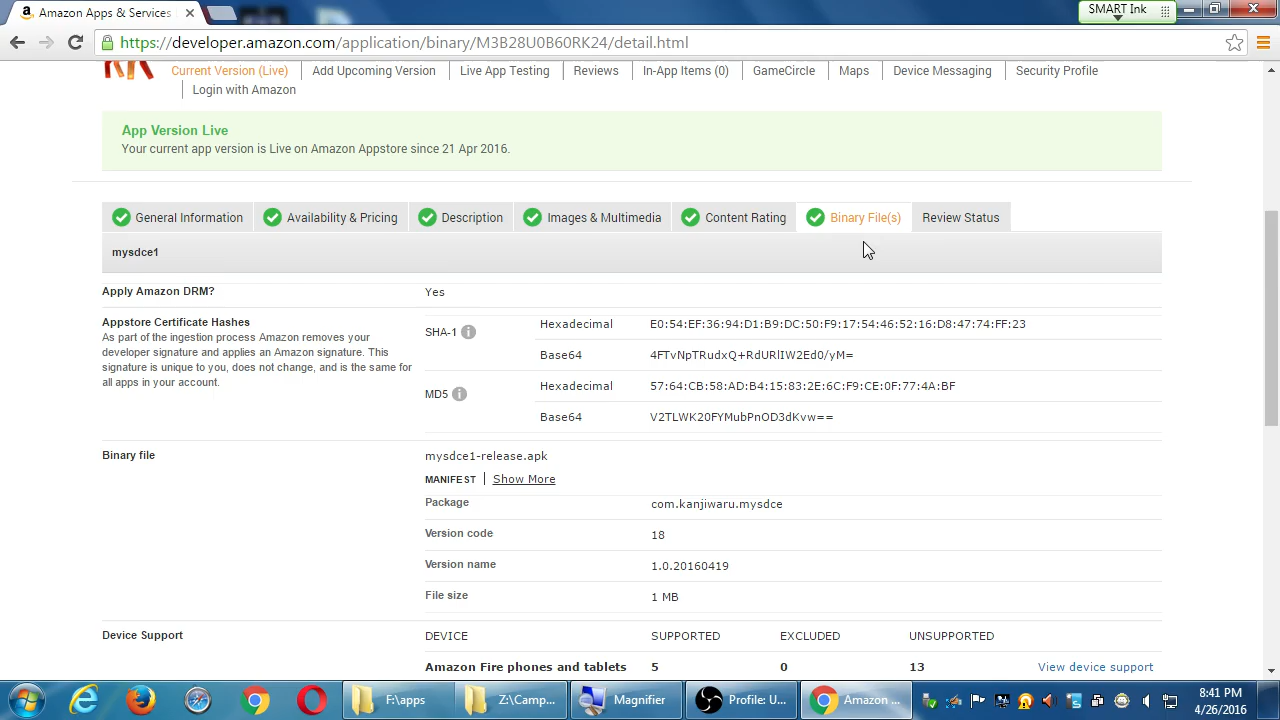 Amazon Apps & Services
SMART Ink
https://developer.amazon.com/application/binary/M3B28U0B60RK24/detail.html
Current Version (Live) Add Upcoming Version Live App Testing Reviews In-App Items (0) GameCircle Maps Device Messaging Security Profile
Login with Amazon
App Version Live
Your current app version is Live on Amazon Appstore since 21 Apr 2016.
General Information Availability & Pricing Description Images & Multimedia Content Rating Binary File(s) Review Status
mysdce1
Apply Amazon DRM? Yes
Appstore Certificate Hashes
As part of the ingestion process Amazon removes your
developer signature and applies an Amazon signature. This
signature is unique to you, does not change, and is the same for
all apps in your account.
SHA-1 Hexadecimal E0:54:EF:36:94:D1:B9:DC:50:F9:17:54:46:52:16:D8:47:74:FF:23
Base64 4FTvNpTRudxQ+RdURlIW2Ed0/yM=
MD5 Hexadecimal 57:64:CB:58:AD:B4:15:83:2E:6C:F9:CE:0F:77:4A:BF
Base64 V2TLWK20FYMubPnOD3dKvw==
Binary file mysdce1-release.apk
MANIFEST Show More
Package com.kanjiwaru.mysdce
Version code 18
Version name 1.0.20160419
File size 1 MB
Device Support DEVICE SUPPORTED EXCLUDED UNSUPPORTED
Amazon Fire phones and tablets 5 0 13 View device support
F:\apps Z:\Camp... Magnifier Profile: U... Amazon ... 8:41 PM
4/26/2016